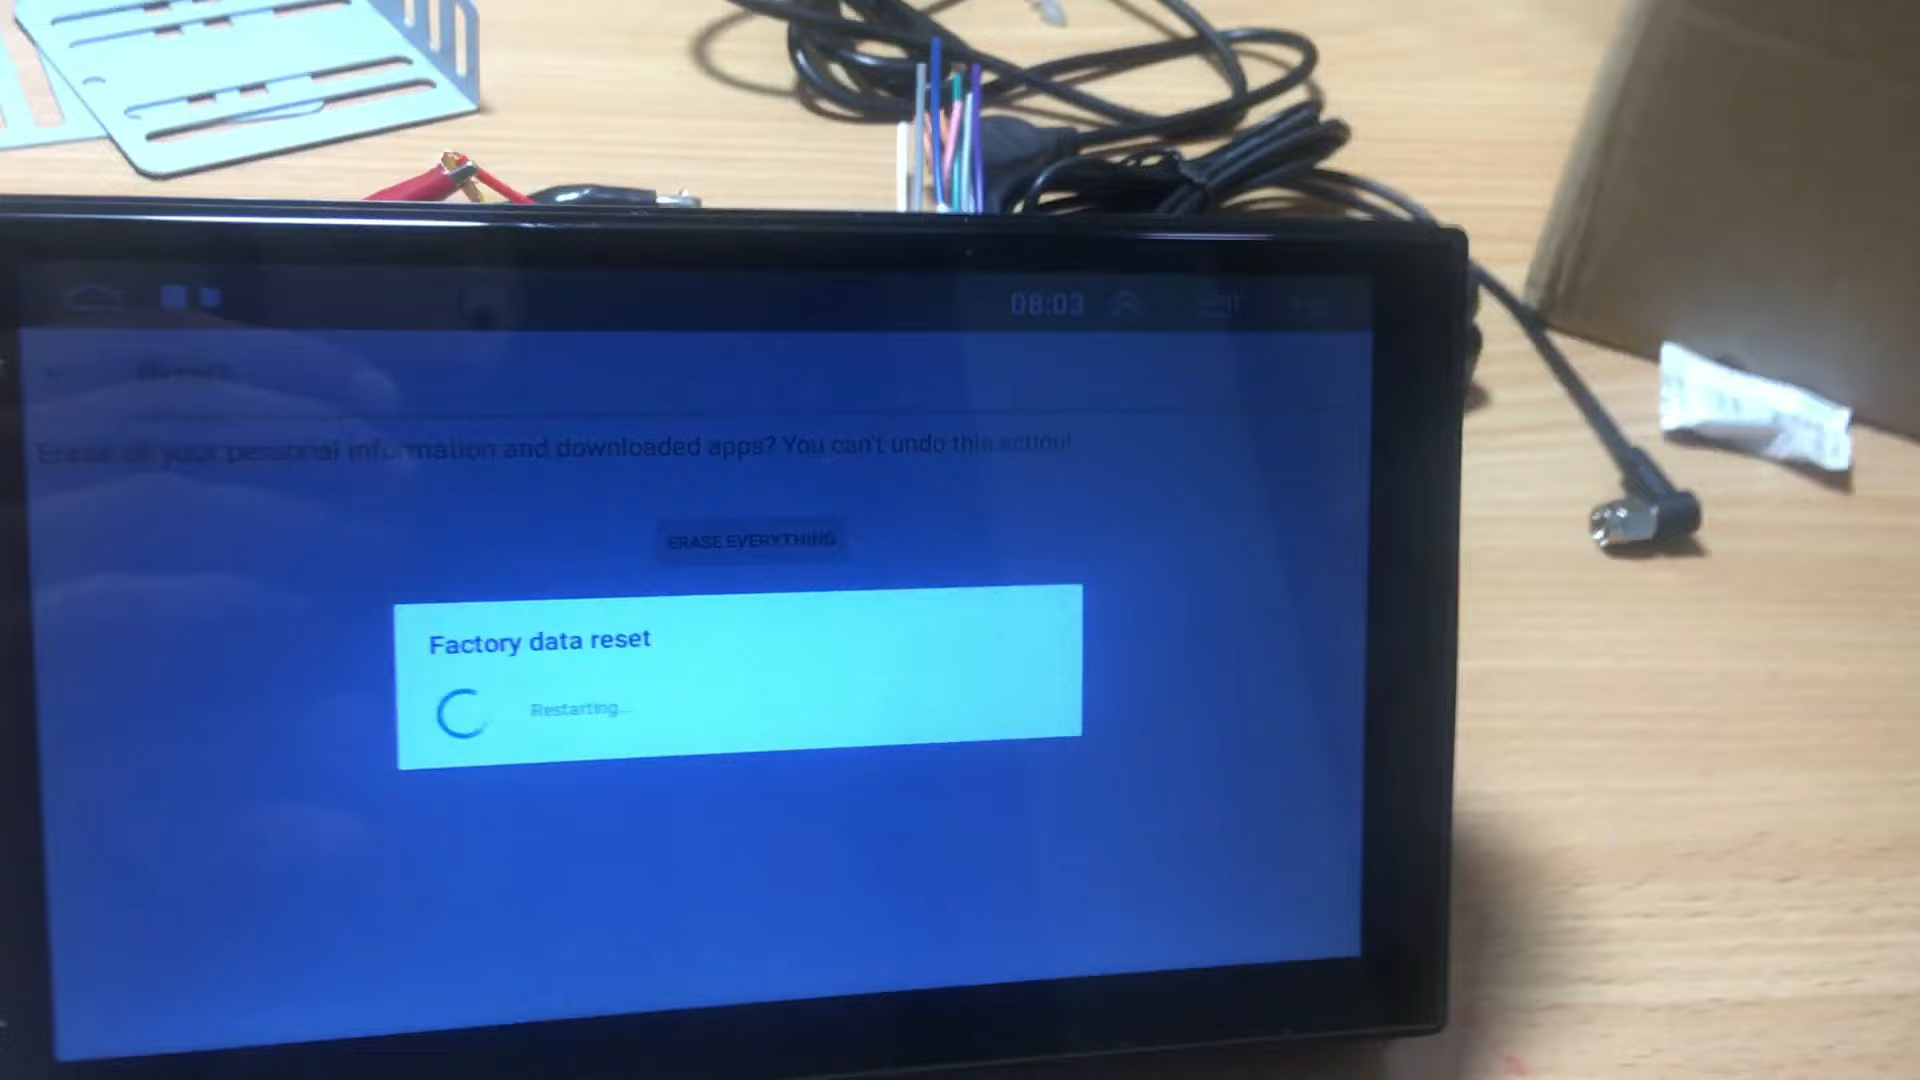 08:03
Erase all your personal information and downloaded apps? You can't undo this action!
ERASE EVERYTHING
Factory data reset
Restarting...